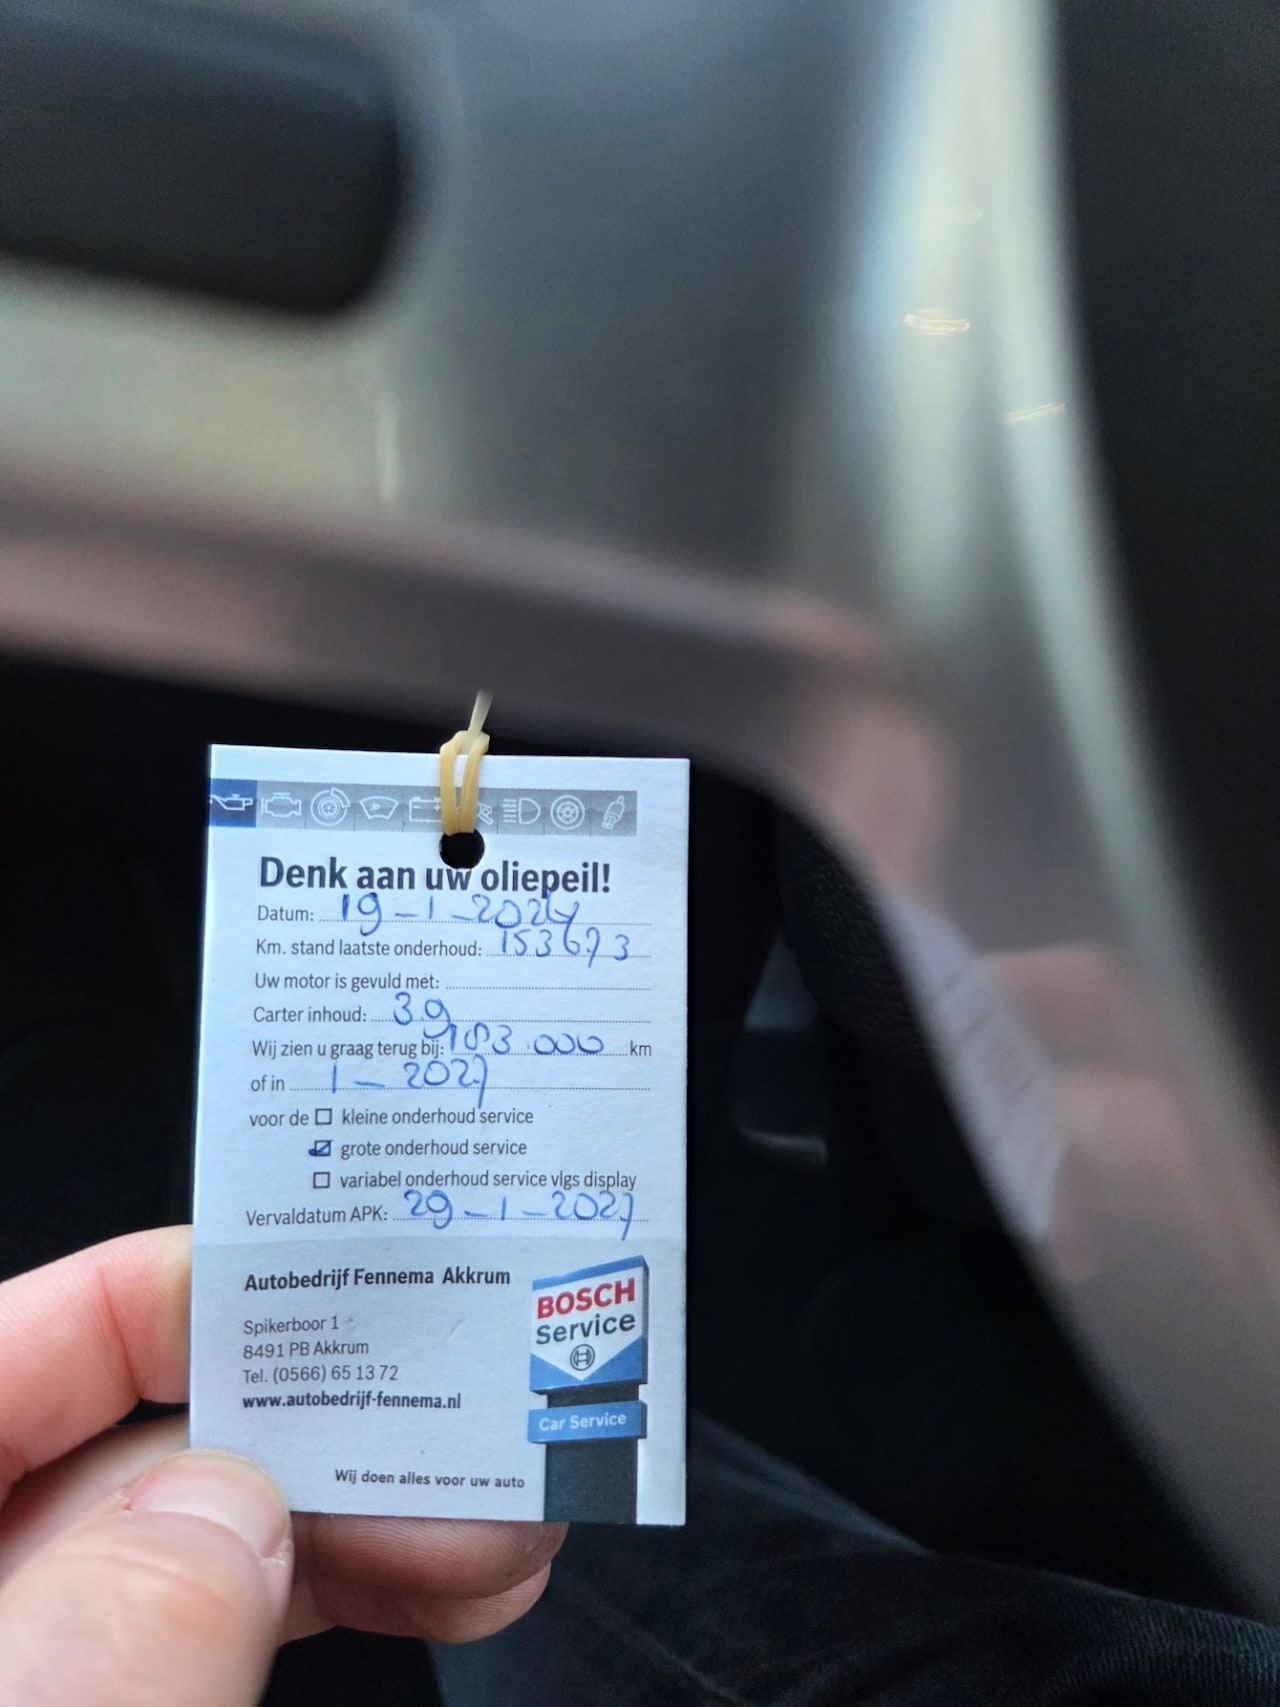 Denk aan uw oliepeil!
Datum: 19-1-2024
Km. stand laatste onderhoud: 153673
Uw motor is gevuld met:
Carter inhoud: 3.9
Wij zien u graag terug bij: 183.000 km
of in 1-2027
voor de ☐ kleine onderhoud service
☑ grote onderhoud service
☐ variabel onderhoud service vlgs display
Vervaldatum APK: 29-1-2027
Autobedrijf Fennema Akkrum
Spikerboor 1
8491 PB Akkrum
Tel. (0566) 65 13 72
www.autobedrijf-fennema.nl
BOSCH
Service
Car Service
Wij doen alles voor uw auto